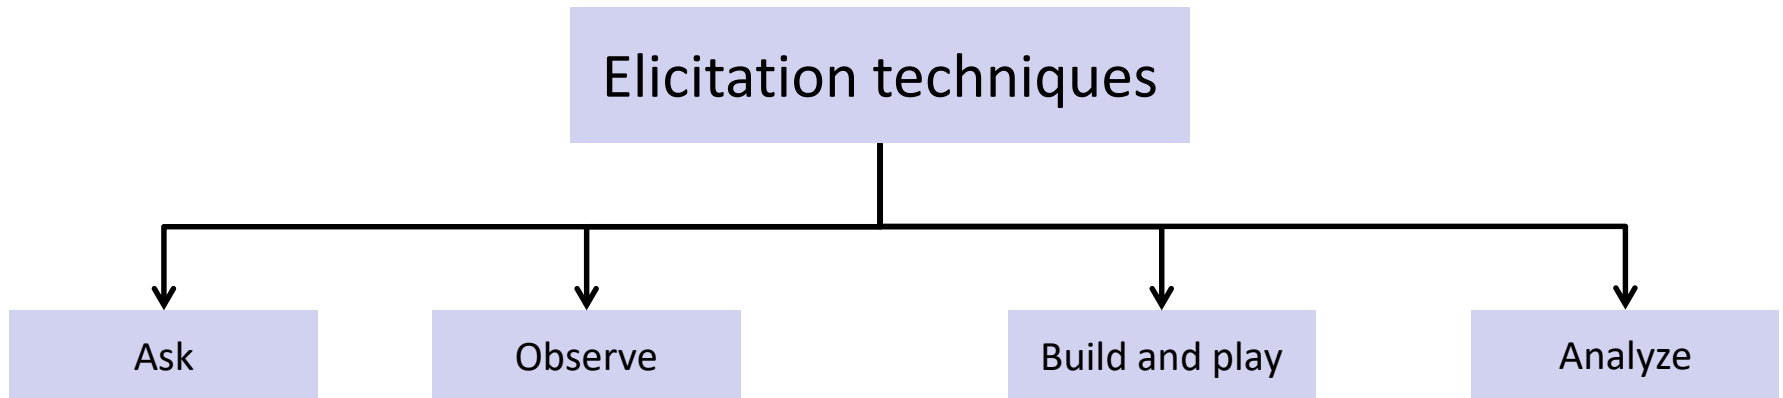 Elicitation techniques
Ask
Observe
Build and play
Analyze